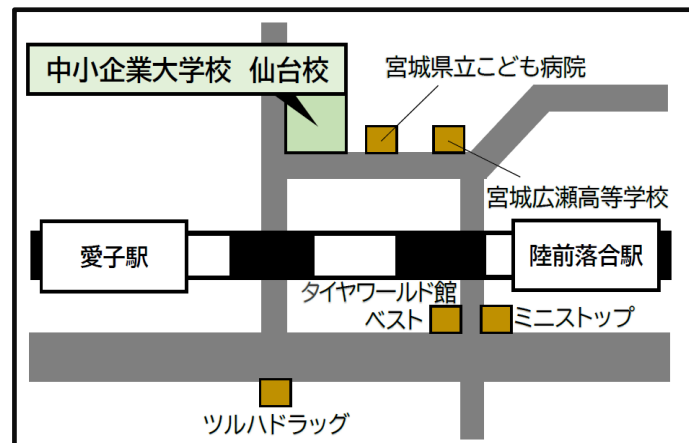 中小企業大学校 仙台校
宮城県立こども病院
宮城広瀬高等学校
愛子駅
陸前落合駅
タイヤワールド館
ベスト
ミニストップ
ツルハドラッグ